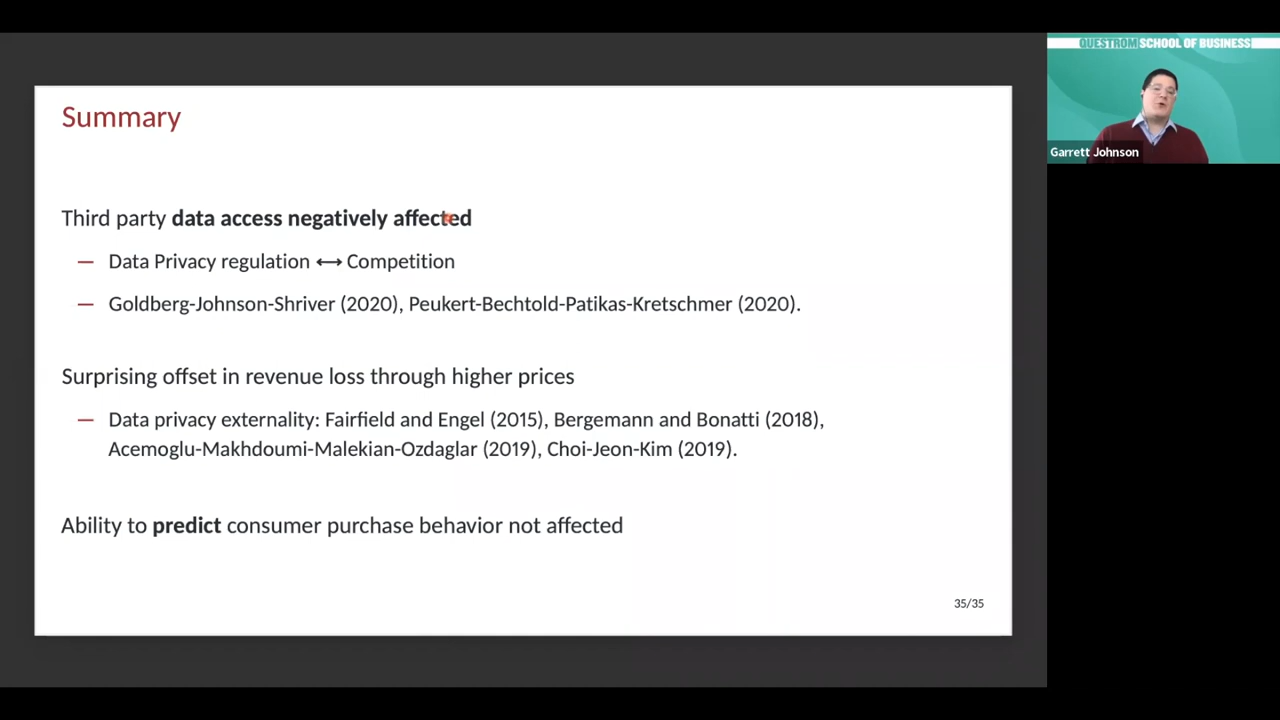 Summary
Third party data access negatively affected
— Data Privacy regulation ⟷ Competition
— Goldberg-Johnson-Shriver (2020), Peukert-Bechtold-Patikas-Kretschmer (2020).
Surprising offset in revenue loss through higher prices
— Data privacy externality: Fairfield and Engel (2015), Bergemann and Bonatti (2018),
Acemoglu-Makhdoumi-Malekian-Ozdaglar (2019), Choi-Jeon-Kim (2019).
Ability to predict consumer purchase behavior not affected
35/35
QUESTROM SCHOOL OF BUSINESS
Garrett Johnson